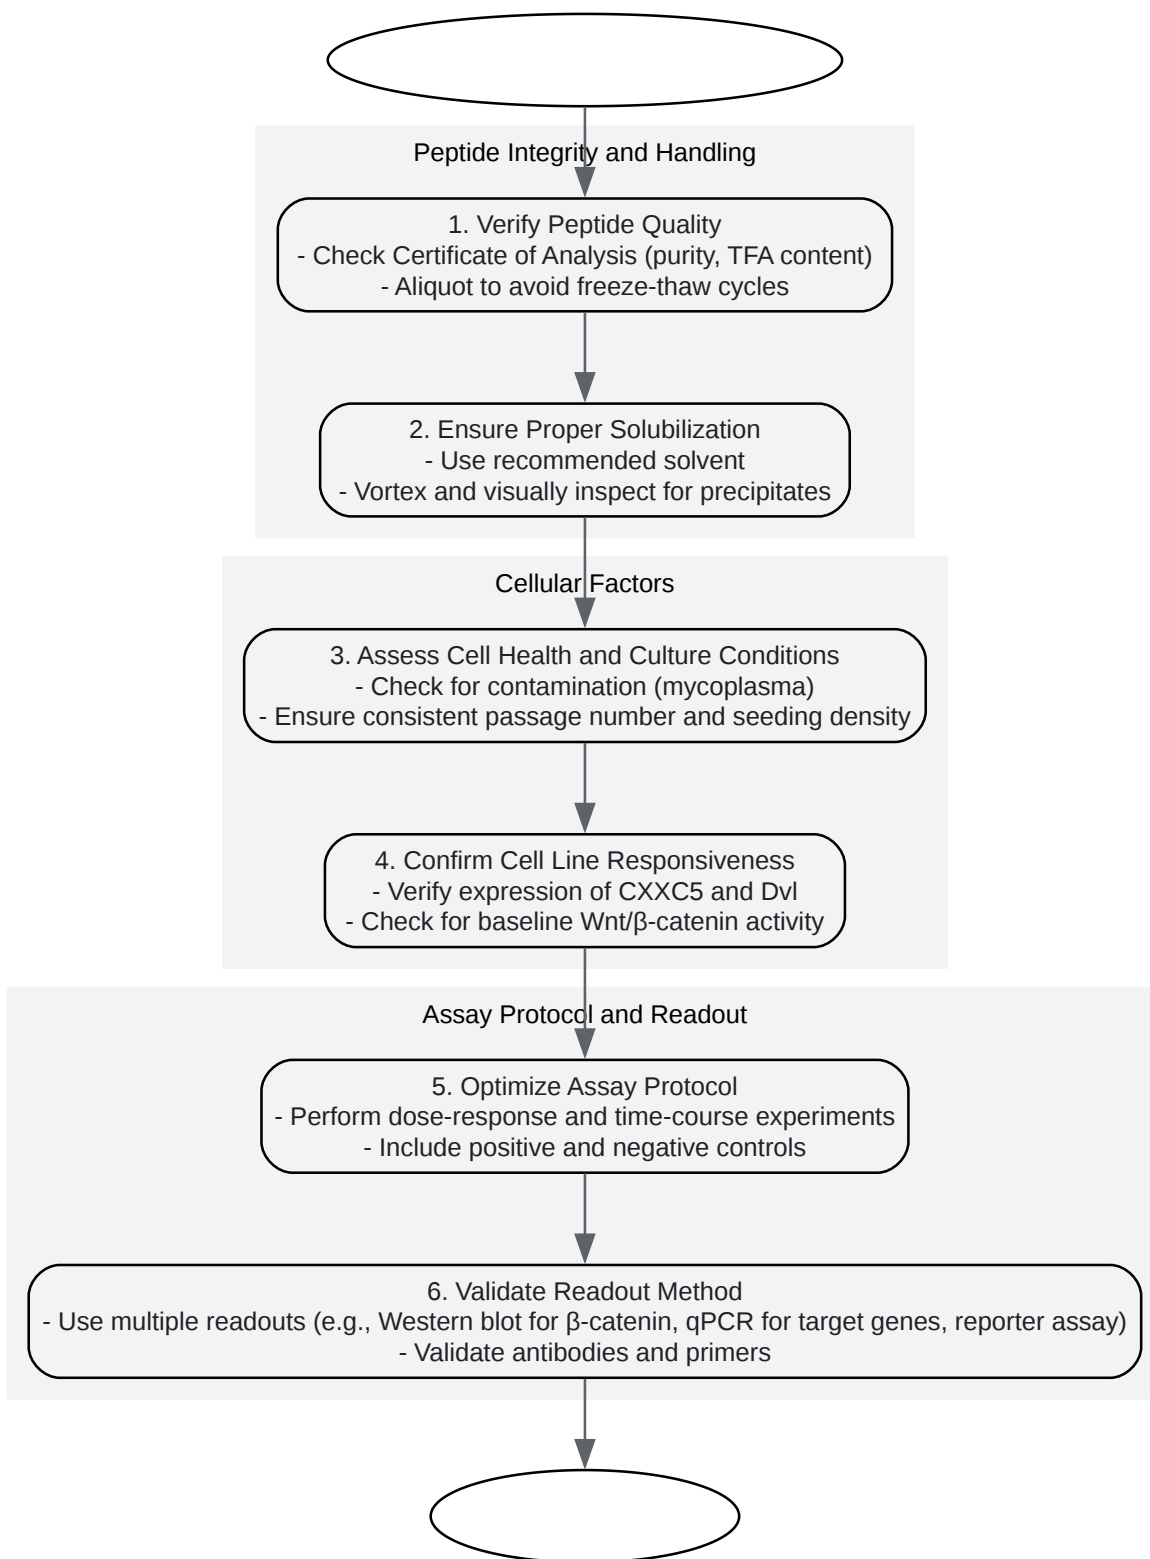 Peptide Integrity and Handling
1. Verify Peptide Quality
- Check Certificate of Analysis (purity, TFA content)
- Aliquot to avoid freeze-thaw cycles
2. Ensure Proper Solubilization
- Use recommended solvent
- Vortex and visually inspect for precipitates
Cellular Factors
3. Assess Cell Health and Culture Conditions
- Check for contamination (mycoplasma)
- Ensure consistent passage number and seeding density
4. Confirm Cell Line Responsiveness
- Verify expression of CXXC5 and Dvl
- Check for baseline Wnt/β-catenin activity
Assay Protocol and Readout
5. Optimize Assay Protocol
- Perform dose-response and time-course experiments
- Include positive and negative controls
6. Validate Readout Method
- Use multiple readouts (e.g., Western blot for β-catenin, qPCR for target genes, reporter assay)
- Validate antibodies and primers